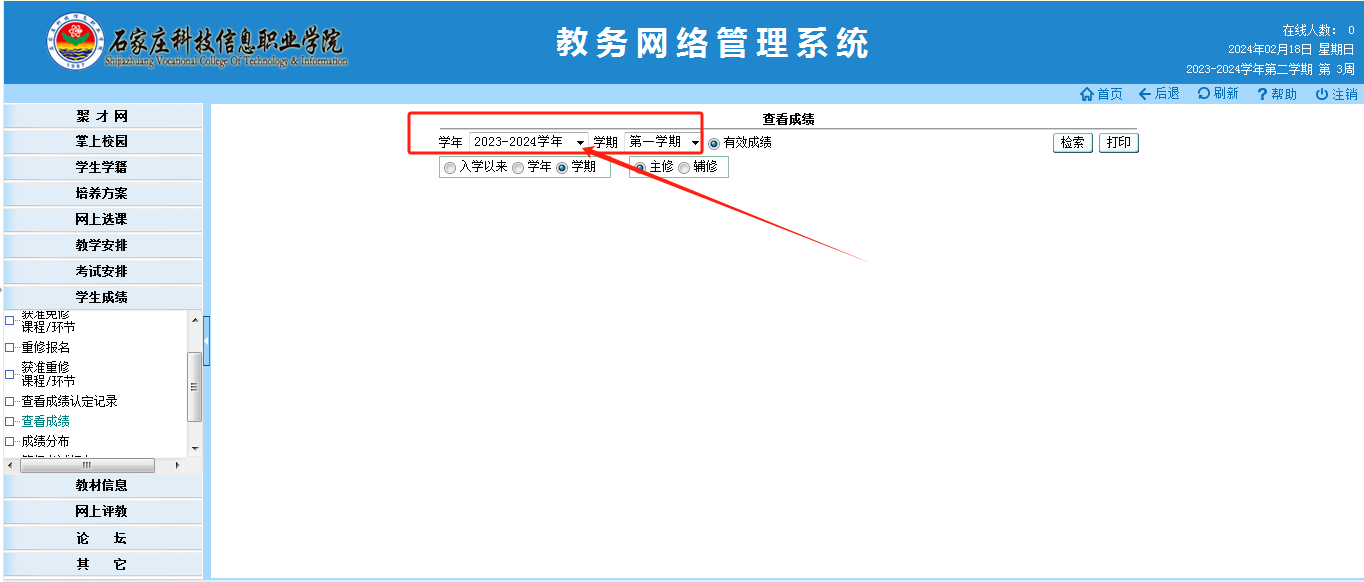 石家庄科技信息职业学院
Shijiazhuang Vocational College Of Technology & Information
1987
教务网络管理系统
在线人数： 0
2024年02月18日 星期日
2023-2024学年第二学期 第 3周
首页 后退 刷新 ? 帮助 注销
聚 才 网
掌上校园
学生学籍
培养方案
网上选课
教学安排
考试安排
学生成绩
获准免修
课程/环节
重修报名
获准重修
课程/环节
查看成绩认定记录
查看成绩
成绩分布
教材信息
网上评教
论 坛
其 它
查看成绩
学年 2023-2024学年 学期 第一学期 有效成绩 检索 打印
入学以来 学年 学期 主修 辅修